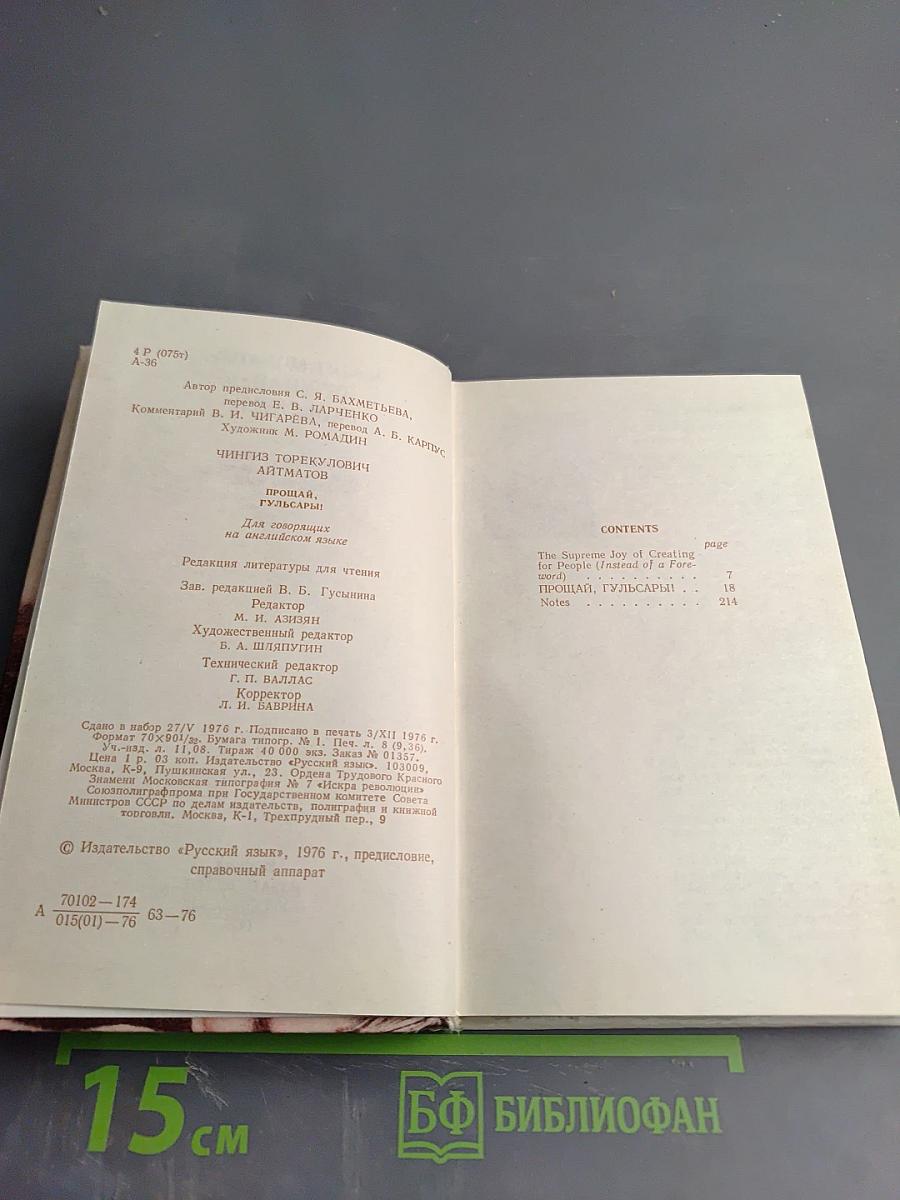 4 Р (075т)
А-36
Автор предисловия С. Я. БАХМЕТЬЕВА,
перевод Е. В. ЛАРЧЕНКО
Комментарий В. И. ЧИГАРЁВА, перевод А. Б. КАРПУС
Художник М. РОМАДИН
ЧИНГИЗ ТОРЕКУЛОВИЧ
АЙТМАТОВ
ПРОЩАЙ,
ГУЛЬСАРЫ!
Для говорящих
на английском языке
Редакция литературы для чтения
Зав. редакцией В. Б. Гусынина
Редактор
М. И. АЗИЗЯН
Художественный редактор
Б. А. ШЛЯПУГИН
Технический редактор
Г. П. ВАЛЛАС
Корректор
Л. И. БАВРИНА
Сдано в набор 27/V 1976 г. Подписано в печать 3/XII 1976 г.
Формат 70×90¹/₃₂. Бумага типогр. № 1. Печ. л. 8 (9,36).
Уч.-изд. л. 11,08. Тираж 40 000 экз. Заказ № 01357.
Цена 1 р. 03 коп. Издательство «Русский язык». 103009,
Москва, К-9, Пушкинская ул., 23. Ордена Трудового Красного
Знамени Московская типография № 7 «Искра революции»
Союзполиграфпрома при Государственном комитете Совета
Министров СССР по делам издательств, полиграфии и книжной
торговли. Москва, К-1, Трехпрудный пер., 9
© Издательство «Русский язык», 1976 г., предисловие,
справочный аппарат
А 70102—174
015(01)—76 63—76
CONTENTS
page
The Supreme Joy of Creating
for People (Instead of a Fore-
word) . . . . . . . . . . 7
ПРОЩАЙ, ГУЛЬСАРЫ! . . 18
Notes . . . . . . . . . . 214
15 см
БФ БИБЛИОФАН